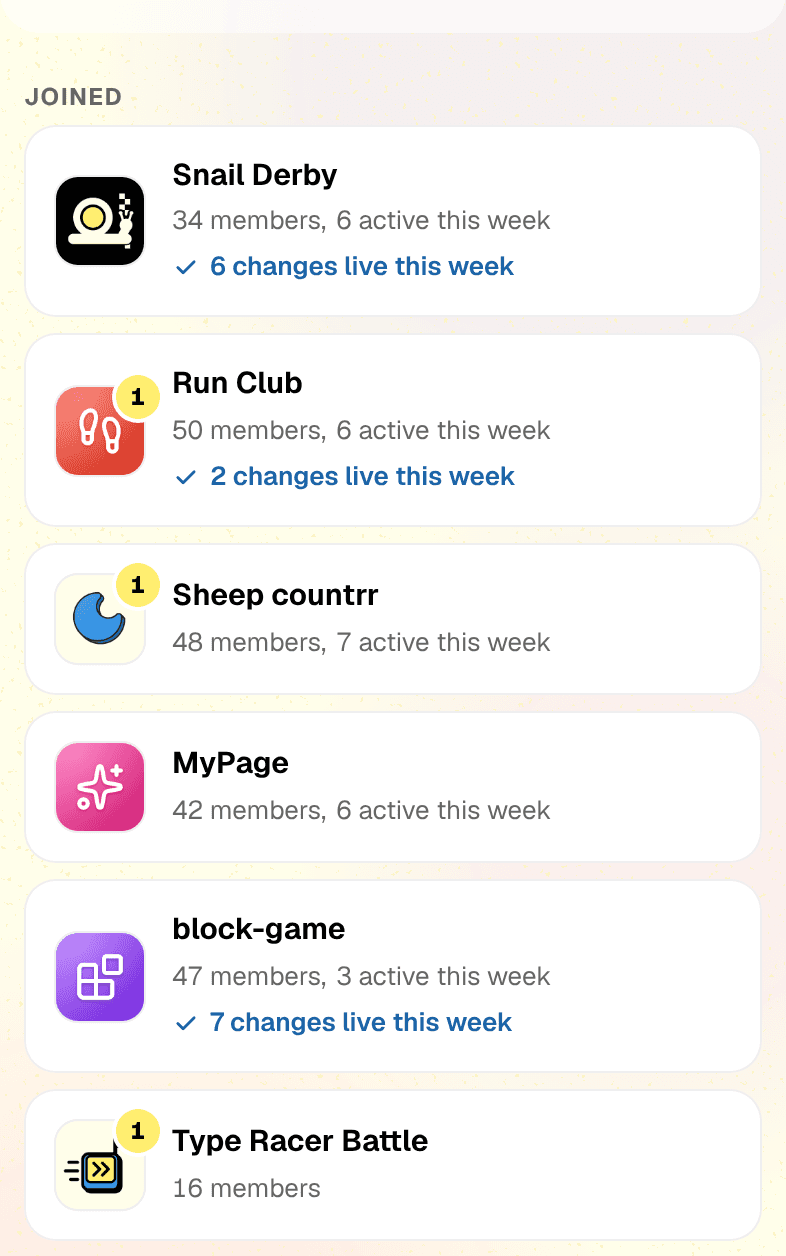 JOINED
Snail Derby
34 members, 6 active this week
6 changes live this week
1
Run Club
50 members, 6 active this week
2 changes live this week
1
Sheep countrr
48 members, 7 active this week
MyPage
42 members, 6 active this week
block-game
47 members, 3 active this week
7 changes live this week
1
Type Racer Battle
16 members